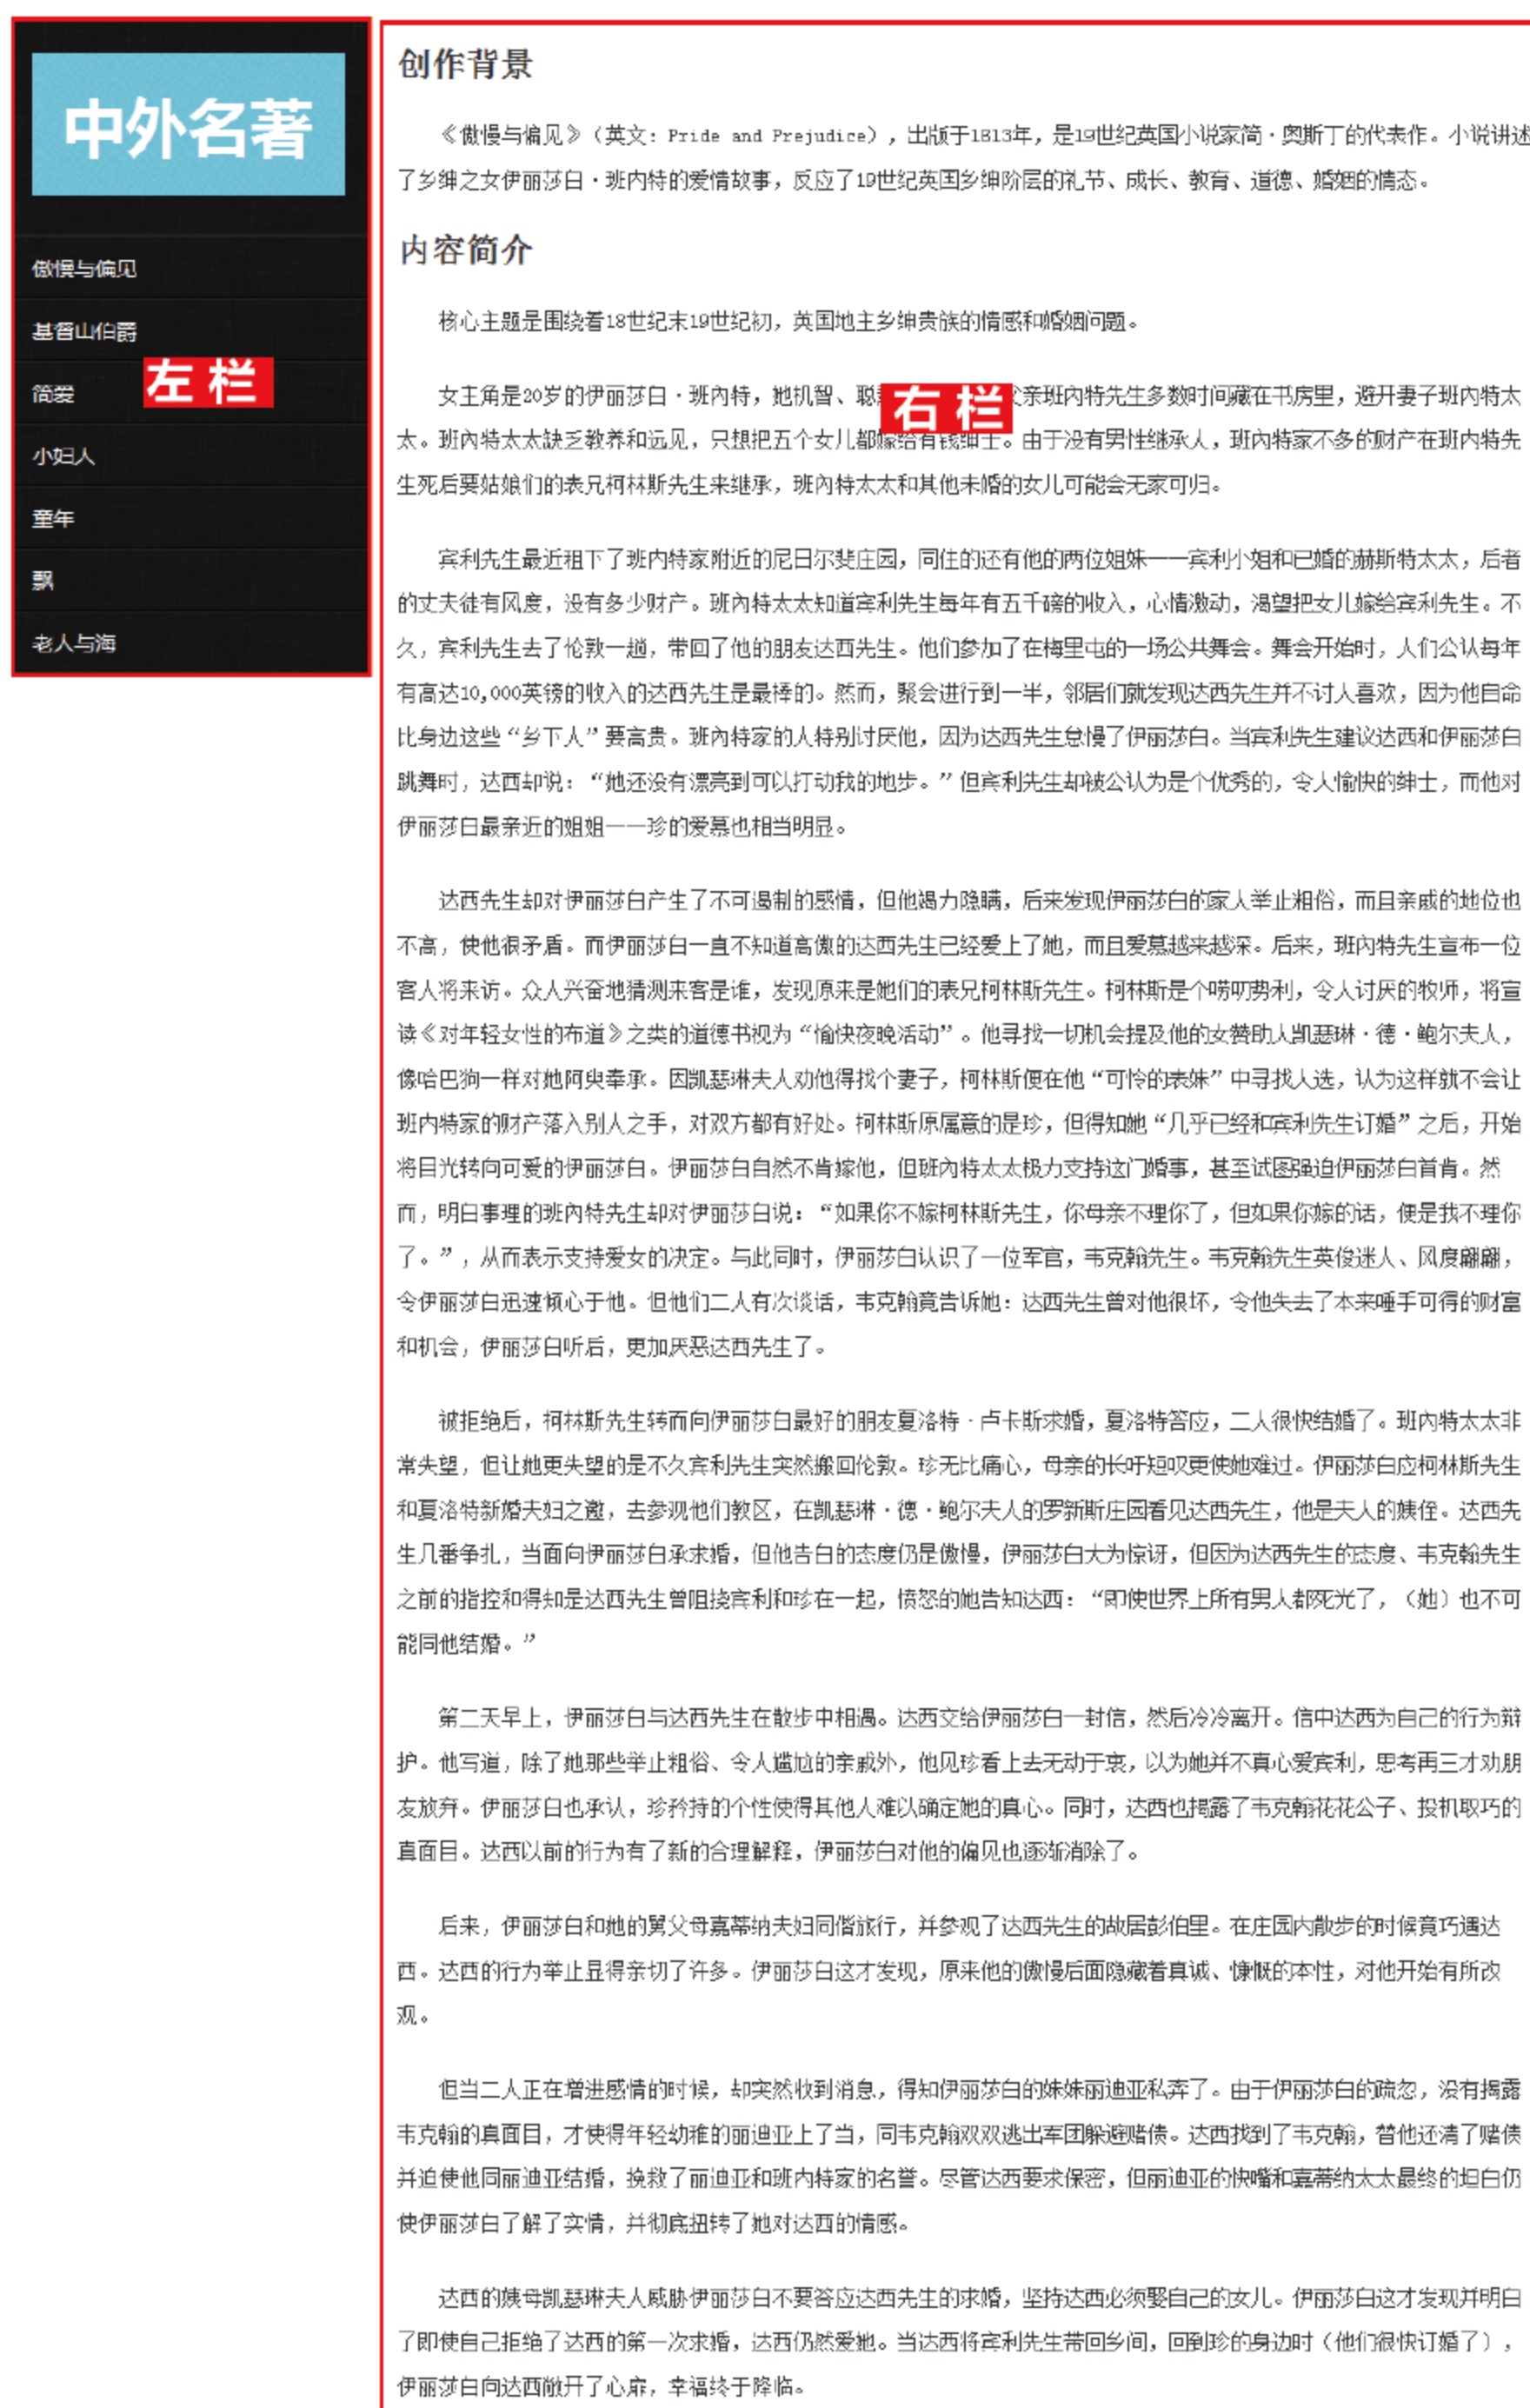 中外名著
傲慢与偏见
基督山伯爵
简爱
左 栏
小妇人
童年
飘
老人与海
创作背景
《傲慢与偏见》（英文：Pride and Prejudice），出版于1813年，是19世纪英国小说家简·奥斯丁的代表作。小说讲述
了乡绅之女伊丽莎白·班内特的爱情故事，反应了19世纪英国乡绅阶层的礼节、成长、教育、道德、婚姻的情态。
内容简介
核心主题是围绕着18世纪末19世纪初，英国地主乡绅贵族的情感和婚姻问题。
女主角是20岁的伊丽莎白·班内特，她机智、聪
右 栏
亲班内特先生多数时间藏在书房里，避开妻子班内特太
太。班内特太太缺乏教养和远见，只想把五个女儿都嫁给有钱绅士。由于没有男性继承人，班内特家不多的财产在班内特先
生死后要姑娘们的表兄柯林斯先生来继承，班内特太太和其他未婚的女儿可能会无家可归。
宾利先生最近租下了班内特家附近的尼日尔斐庄园，同住的还有他的两位姐妹——宾利小姐和已婚的赫斯特太太，后者
的丈夫徒有风度，没有多少财产。班内特太太知道宾利先生每年有五千磅的收入，心情激动，渴望把女儿嫁给宾利先生。不
久，宾利先生去了伦敦一趟，带回了他的朋友达西先生。他们参加了在梅里屯的一场公共舞会。舞会开始时，人们公认每年
有高达10,000英镑的收入的达西先生是最棒的。然而，聚会进行到一半，邻居们就发现达西先生并不讨人喜欢，因为他自命
比身边这些“乡下人”要高贵。班内特家的人特别讨厌他，因为达西先生怠慢了伊丽莎白。当宾利先生建议达西和伊丽莎白
跳舞时，达西却说：“她还没有漂亮到可以打动我的地步。”但宾利先生却被公认为是个优秀的，令人愉快的绅士，而他对
伊丽莎白最亲近的姐姐——珍的爱慕也相当明显。
达西先生却对伊丽莎白产生了不可遏制的感情，但他竭力隐瞒，后来发现伊丽莎白的家人举止粗俗，而且亲戚的地位也
不高，使他很矛盾。而伊丽莎白一直不知道高傲的达西先生已经爱上了她，而且爱慕越来越深。后来，班内特先生宣布一位
客人将来访。众人兴奋地猜测来客是谁，发现原来是她们的表兄柯林斯先生。柯林斯是个唠叨势利，令人讨厌的牧师，将宣
读《对年轻女性的布道》之类的道德书视为“愉快夜晚活动”。他寻找一切机会提及他的女赞助人凯瑟琳·德·鲍尔夫人，
像哈巴狗一样对她阿臾奉承。因凯瑟琳夫人劝他得找个妻子，柯林斯便在他“可怜的表妹”中寻找人选，认为这样就不会让
班内特家的财产落入别人之手，对双方都有好处。柯林斯原属意的是珍，但得知她“几乎已经和宾利先生订婚”之后，开始
将目光转向可爱的伊丽莎白。伊丽莎白自然不肯嫁他，但班内特太太极力支持这门婚事，甚至试图强迫伊丽莎白首肯。然
而，明白事理的班内特先生却对伊丽莎白说：“如果你不嫁柯林斯先生，你母亲不理你了，但如果你嫁的话，便是我不理你
了。”，从而表示支持爱女的决定。与此同时，伊丽莎白认识了一位军官，韦克翰先生。韦克翰先生英俊迷人、风度翩翩，
令伊丽莎白迅速倾心于他。但他们二人有次谈话，韦克翰竟告诉她：达西先生曾对他很坏，令他失去了本来唾手可得的财富
和机会，伊丽莎白听后，更加厌恶达西先生了。
被拒绝后，柯林斯先生转而向伊丽莎白最好的朋友夏洛特·卢卡斯求婚，夏洛特答应，二人很快结婚了。班内特太太非
常失望，但让她更失望的是不久宾利先生突然搬回伦敦。珍无比痛心，母亲的长吁短叹更使她难过。伊丽莎白应柯林斯先生
和夏洛特新婚夫妇之邀，去参观他们教区，在凯瑟琳·德·鲍尔夫人的罗新斯庄园看见达西先生，他是夫人的姨侄。达西先
生几番争扎，当面向伊丽莎白承求婚，但他告白的态度仍是傲慢，伊丽莎白大为惊讶，但因为达西先生的态度、韦克翰先生
之前的指控和得知是达西先生曾阻挠宾利和珍在一起，愤怒的她告知达西：“即使世界上所有男人都死光了，（她）也不可
能同他结婚。”
第二天早上，伊丽莎白与达西先生在散步中相遇。达西交给伊丽莎白一封信，然后冷冷离开。信中达西为自己的行为辩
护。他写道，除了她那些举止粗俗、令人尴尬的亲戚外，他见珍看上去无动于衷，以为她并不真心爱宾利，思考再三才劝朋
友放弃。伊丽莎白也承认，珍矜持的个性使得其他人难以确定她的真心。同时，达西也揭露了韦克翰花花公子、投机取巧的
真面目。达西以前的行为有了新的合理解释，伊丽莎白对他的偏见也逐渐消除了。
后来，伊丽莎白和她的舅父母嘉蒂纳夫妇同偕旅行，并参观了达西先生的故居彭伯里。在庄园内散步的时候竟巧遇达
西。达西的行为举止显得亲切了许多。伊丽莎白这才发现，原来他的傲慢后面隐藏着真诚、慷慨的本性，对他开始有所改
观。
但当二人正在增进感情的时候，却突然收到消息，得知伊丽莎白的妹妹丽迪亚私奔了。由于伊丽莎白的疏忽，没有揭露
韦克翰的真面目，才使得年轻幼稚的丽迪亚上了当，同韦克翰双双逃出军团躲避赌债。达西找到了韦克翰，替他还清了赌债
并迫使他同丽迪亚结婚，挽救了丽迪亚和班内特家的名誉。尽管达西要求保密，但丽迪亚的快嘴和嘉蒂纳太太最终的坦白仍
使伊丽莎白了解了实情，并彻底扭转了她对达西的情感。
达西的姨母凯瑟琳夫人威胁伊丽莎白不要答应达西先生的求婚，坚持达西必须娶自己的女儿。伊丽莎白这才发现并明白
了即使自己拒绝了达西的第一次求婚，达西仍然爱她。当达西将宾利先生带回乡间，回到珍的身边时（他们很快订婚了），
伊丽莎白向达西敞开了心扉，幸福终于降临。